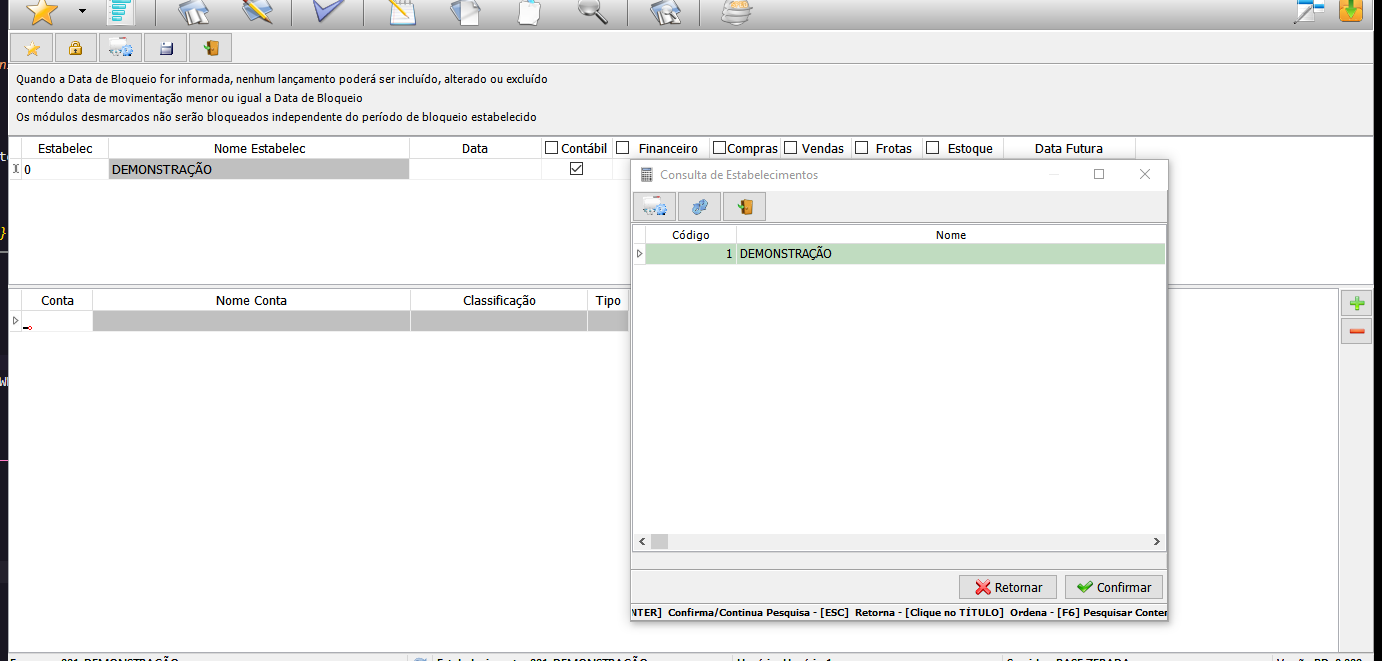 Quando a Data de Bloqueio for informada, nenhum lançamento poderá ser incluído, alterado ou excluído
contendo data de movimentação menor ou igual a Data de Bloqueio
Os módulos desmarcados não serão bloqueados independente do período de bloqueio estabelecido
Estabelec Nome Estabelec Data Contábil Financeiro Compras Vendas Frotas Estoque Data Futura
0 DEMONSTRAÇÃO
Consulta de Estabelecimentos
Código Nome
1 DEMONSTRAÇÃO
Conta Nome Conta Classificação Tipo
Retornar Confirmar
Confirma/Continua Pesquisa - [ESC] Retorna - [Clique no TÍTULO] Ordena - [F6] Pesquisar